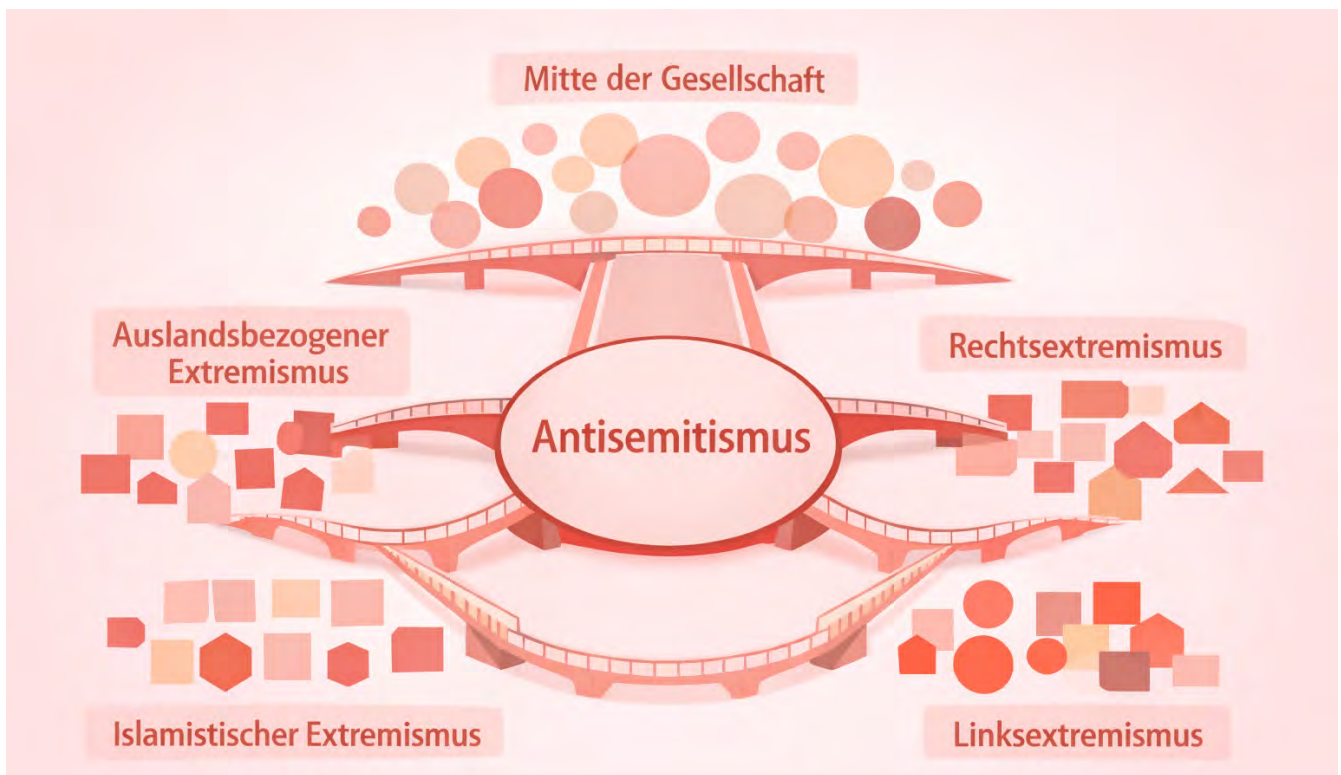 Mitte der Gesellschaft
Auslandsbezogener
Extremismus
Rechtsextremismus
Antisemitismus
Islamistischer Extremismus
Linksextremismus